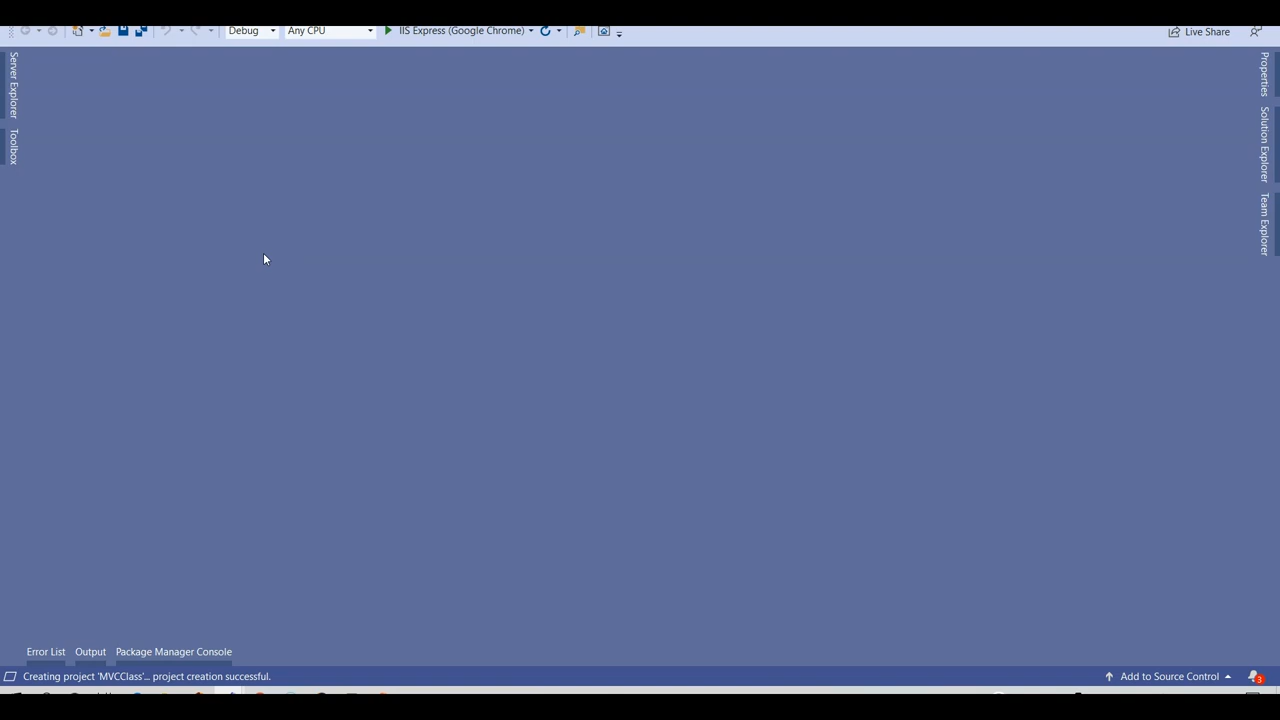 Debug
Any CPU
IIS Express (Google Chrome)
Live Share
Server Explorer
Toolbox
Properties
Solution Explorer
Team Explorer
Error List
Output
Package Manager Console
Creating project 'MVCClass'... project creation successful.
Add to Source Control
3